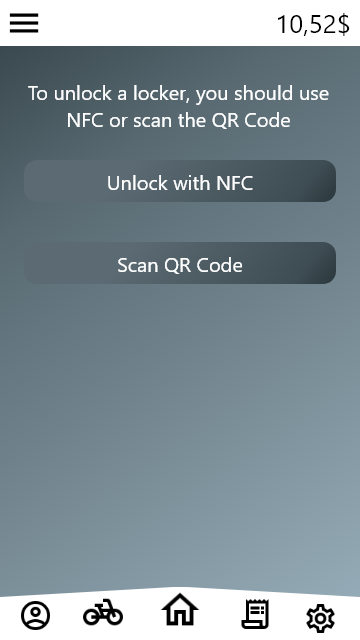 10,52$
To unlock a locker, you should use
NFC or scan the QR Code
Unlock with NFC
Scan QR Code